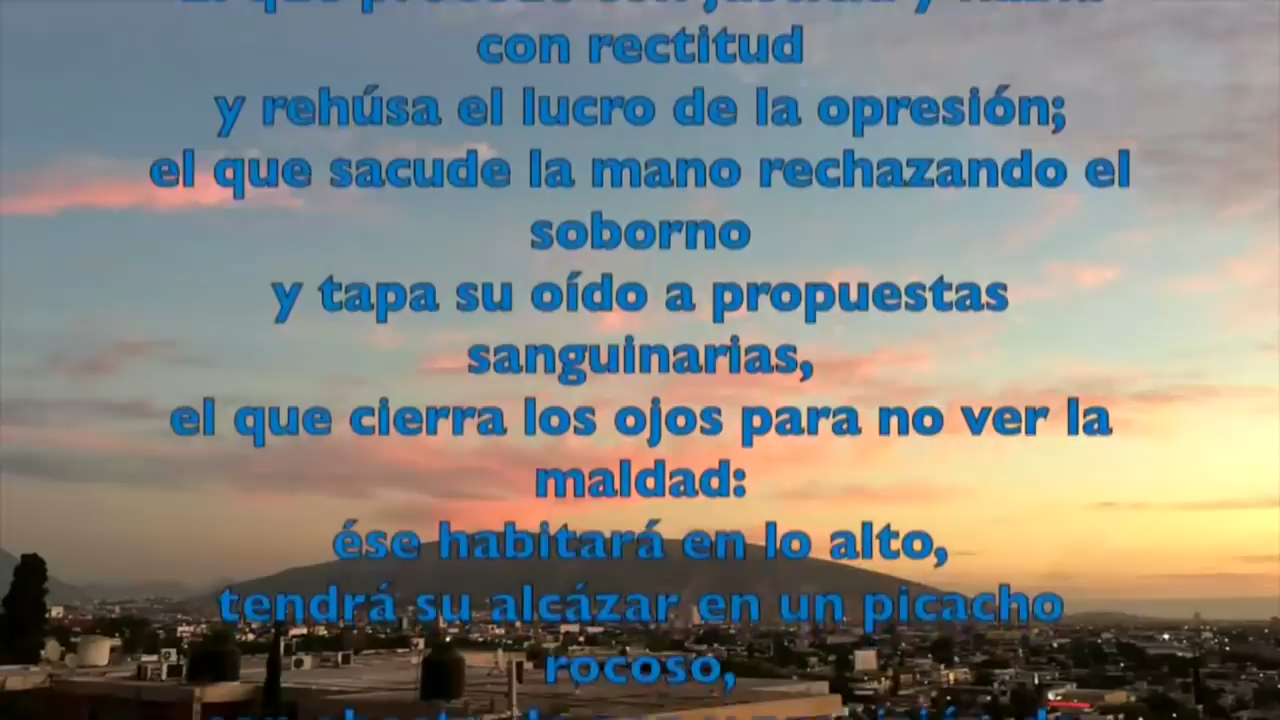 con rectitud
y rehúsa el lucro de la opresión;
el que sacude la mano rechazando el
soborno
y tapa su oído a propuestas
sanguinarias,
el que cierra los ojos para no ver la
maldad:
ése habitará en lo alto,
tendrá su alcázar en un picacho
rocoso,